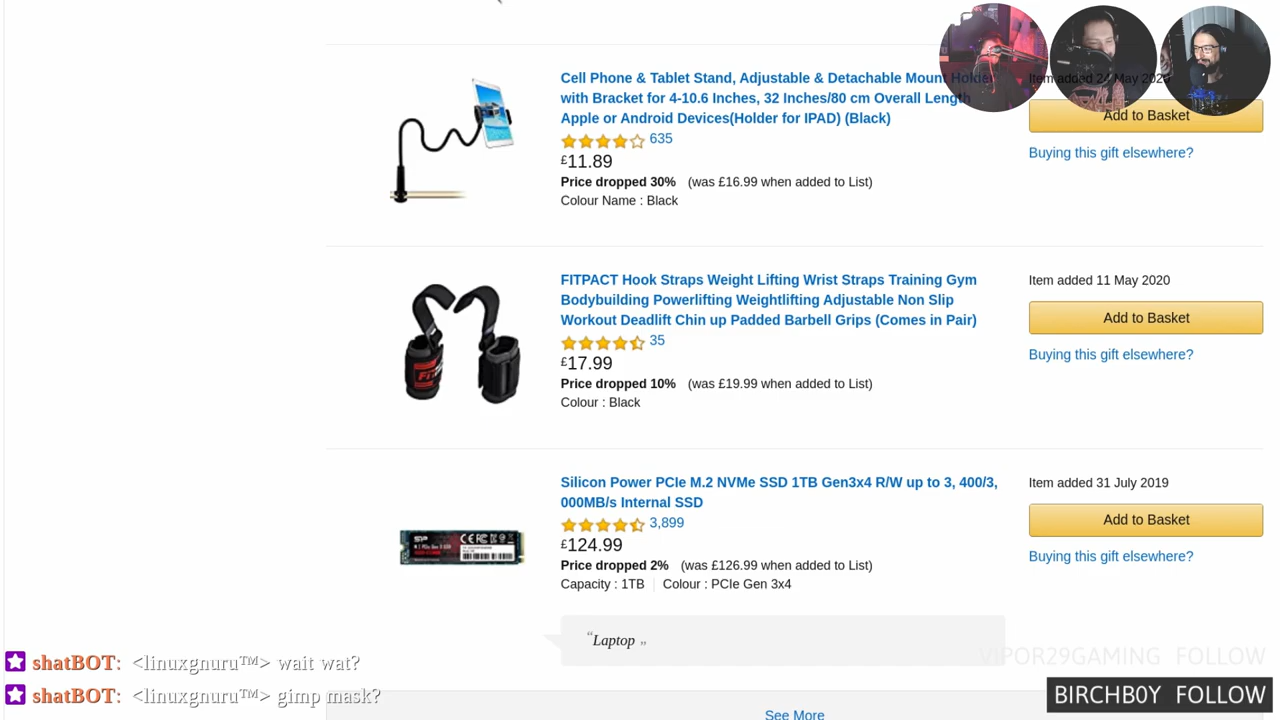 Cell Phone & Tablet Stand, Adjustable & Detachable Mount Holder
with Bracket for 4-10.6 Inches, 32 Inches/80 cm Overall Length
Apple or Android Devices(Holder for IPAD) (Black)
635
£11.89
Price dropped 30% (was £16.99 when added to List)
Colour Name : Black
Item added 24 May 2020
Add to Basket
Buying this gift elsewhere?
FITPACT Hook Straps Weight Lifting Wrist Straps Training Gym
Bodybuilding Powerlifting Weightlifting Adjustable Non Slip
Workout Deadlift Chin up Padded Barbell Grips (Comes in Pair)
35
£17.99
Price dropped 10% (was £19.99 when added to List)
Colour : Black
Item added 11 May 2020
Add to Basket
Buying this gift elsewhere?
Silicon Power PCIe M.2 NVMe SSD 1TB Gen3x4 R/W up to 3, 400/3,
000MB/s Internal SSD
3,899
£124.99
Price dropped 2% (was £126.99 when added to List)
Capacity : 1TB | Colour : PCIe Gen 3x4
Item added 31 July 2019
Add to Basket
Buying this gift elsewhere?
“Laptop„
See More
shatBOT: <linuxgnuru™> wait wat?
shatBOT: <linuxgnuru™> gimp mask?
VIPOR29GAMING FOLLOW
BIRCHB0Y FOLLOW